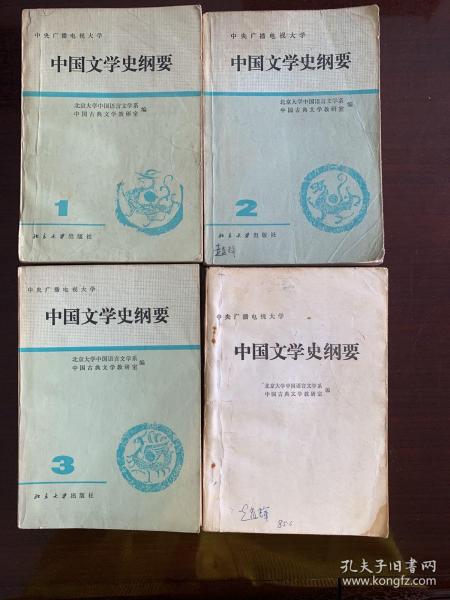 中央广播电视大学
中国文学史纲要
北京大学中国语言文学系
中国古典文学教研室
编
1
北京大学出版社
中央广播电视大学
中国文学史纲要
北京大学中国语言文学系
中国古典文学教研室
编
2
北京大学出版社
中央广播电视大学
中国文学史纲要
北京大学中国语言文学系
中国古典文学教研室
编
3
北京大学出版社
中央广播电视大学
中国文学史纲要
北京大学中国语言文学系
中国古典文学教研室
编
孔夫子旧书网
www.kongfz.com